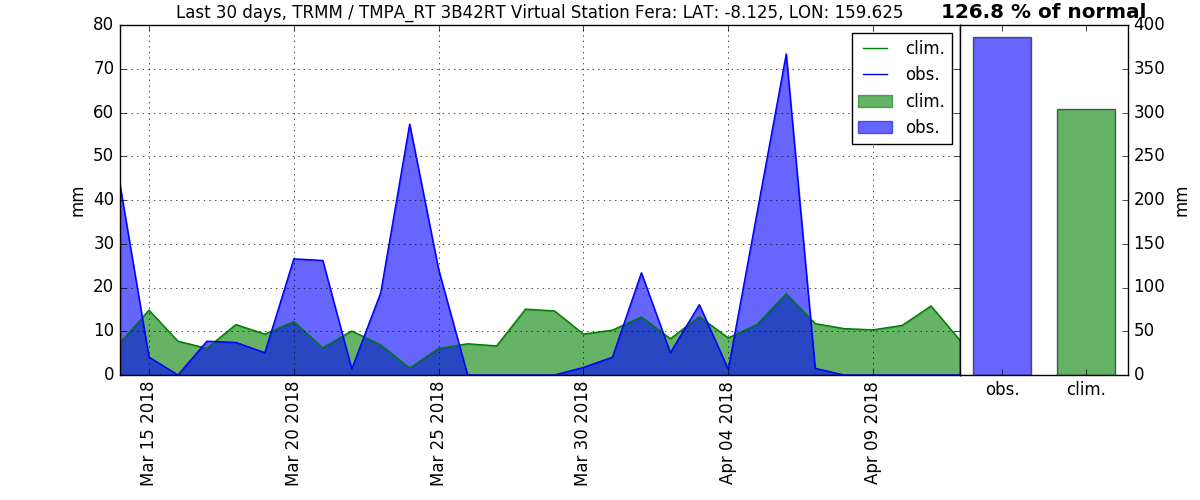 Last 30 days, TRMM / TMPA_RT 3B42RT Virtual Station Fera: LAT: -8.125, LON: 159.625
126.8 % of normal
mm
80
70
60
50
40
30
20
10
0
clim.
obs.
clim.
obs.
Mar 15 2018
Mar 20 2018
Mar 25 2018
Mar 30 2018
Apr 04 2018
Apr 09 2018
400
350
300
250
200
150
100
50
0
mm
obs.
clim.